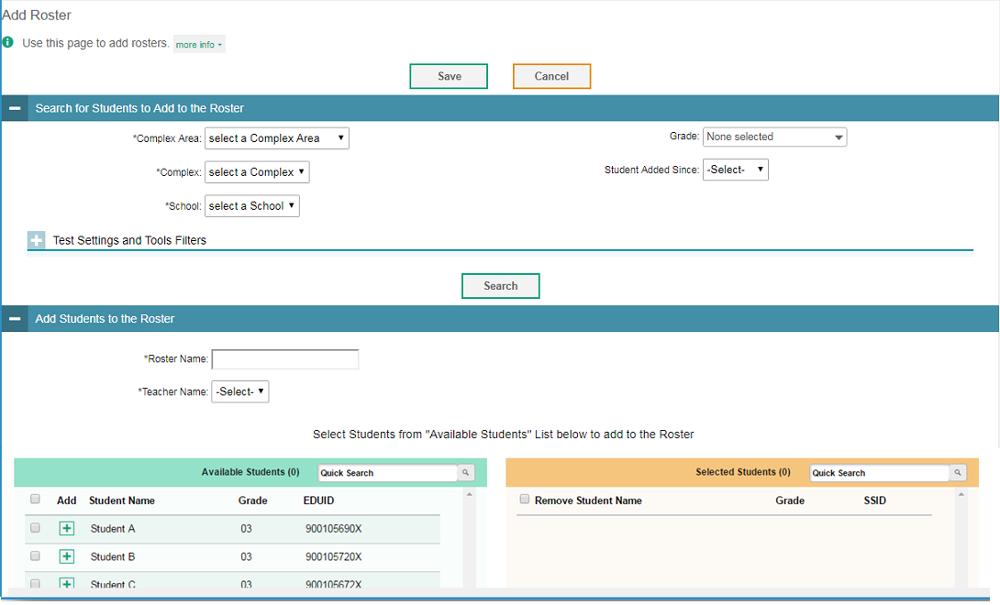 Add Roster
Use this page to add rosters. more info
Save Cancel
Search for Students to Add to the Roster
*Complex Area: select a Complex Area Grade: None selected
*Complex: select a Complex Student Added Since: -Select-
*School: select a School
Test Settings and Tools Filters
Search
Add Students to the Roster
*Roster Name:
*Teacher Name: -Select-
Select Students from "Available Students" List below to add to the Roster
Available Students (0) Quick Search Selected Students (0) Quick Search
Add Student Name Grade EDUID Remove Student Name Grade SSID
Student A 03 900105690X
Student B 03 900105720X
Student C 03 900105672X